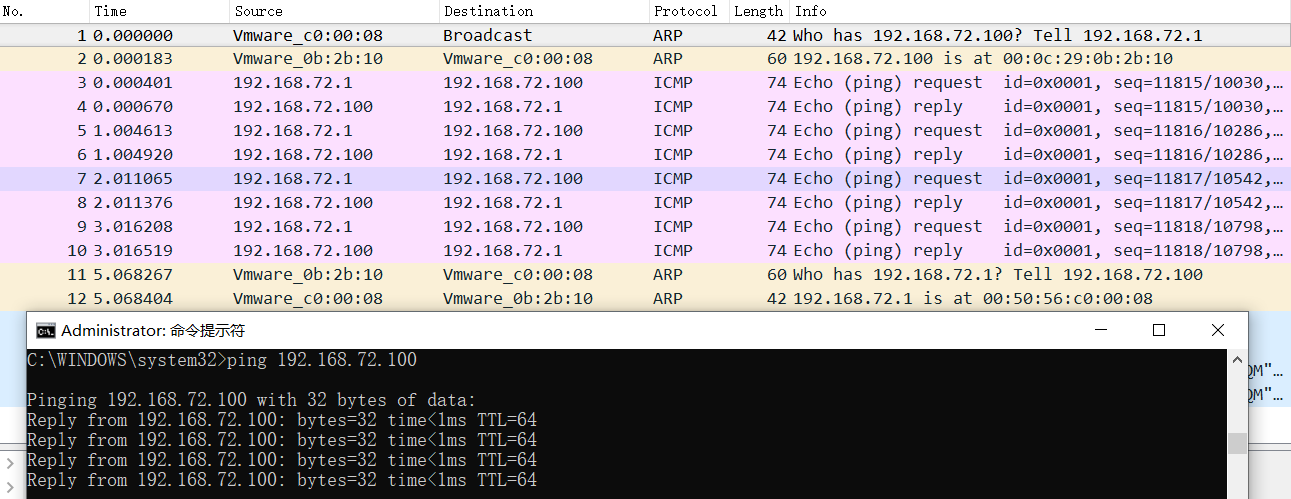 No. Time Source Destination Protocol Length Info
1 0.000000 Vmware_c0:00:08 Broadcast ARP 42 Who has 192.168.72.100? Tell 192.168.72.1
2 0.000183 Vmware_0b:2b:10 Vmware_c0:00:08 ARP 60 192.168.72.100 is at 00:0c:29:0b:2b:10
3 0.000401 192.168.72.1 192.168.72.100 ICMP 74 Echo (ping) request id=0x0001, seq=11815/10030,…
4 0.000670 192.168.72.100 192.168.72.1 ICMP 74 Echo (ping) reply id=0x0001, seq=11815/10030,…
5 1.004613 192.168.72.1 192.168.72.100 ICMP 74 Echo (ping) request id=0x0001, seq=11816/10286,…
6 1.004920 192.168.72.100 192.168.72.1 ICMP 74 Echo (ping) reply id=0x0001, seq=11816/10286,…
7 2.011065 192.168.72.1 192.168.72.100 ICMP 74 Echo (ping) request id=0x0001, seq=11817/10542,…
8 2.011376 192.168.72.100 192.168.72.1 ICMP 74 Echo (ping) reply id=0x0001, seq=11817/10542,…
9 3.016208 192.168.72.1 192.168.72.100 ICMP 74 Echo (ping) request id=0x0001, seq=11818/10798,…
10 3.016519 192.168.72.100 192.168.72.1 ICMP 74 Echo (ping) reply id=0x0001, seq=11818/10798,…
11 5.068267 Vmware_0b:2b:10 Vmware_c0:00:08 ARP 60 Who has 192.168.72.1? Tell 192.168.72.100
12 5.068404 Vmware_c0:00:08 Vmware_0b:2b:10 ARP 42 192.168.72.1 is at 00:50:56:c0:00:08
Administrator: 命令提示符
C:\WINDOWS\system32>ping 192.168.72.100
Pinging 192.168.72.100 with 32 bytes of data:
Reply from 192.168.72.100: bytes=32 time<1ms TTL=64
Reply from 192.168.72.100: bytes=32 time<1ms TTL=64
Reply from 192.168.72.100: bytes=32 time<1ms TTL=64
Reply from 192.168.72.100: bytes=32 time<1ms TTL=64